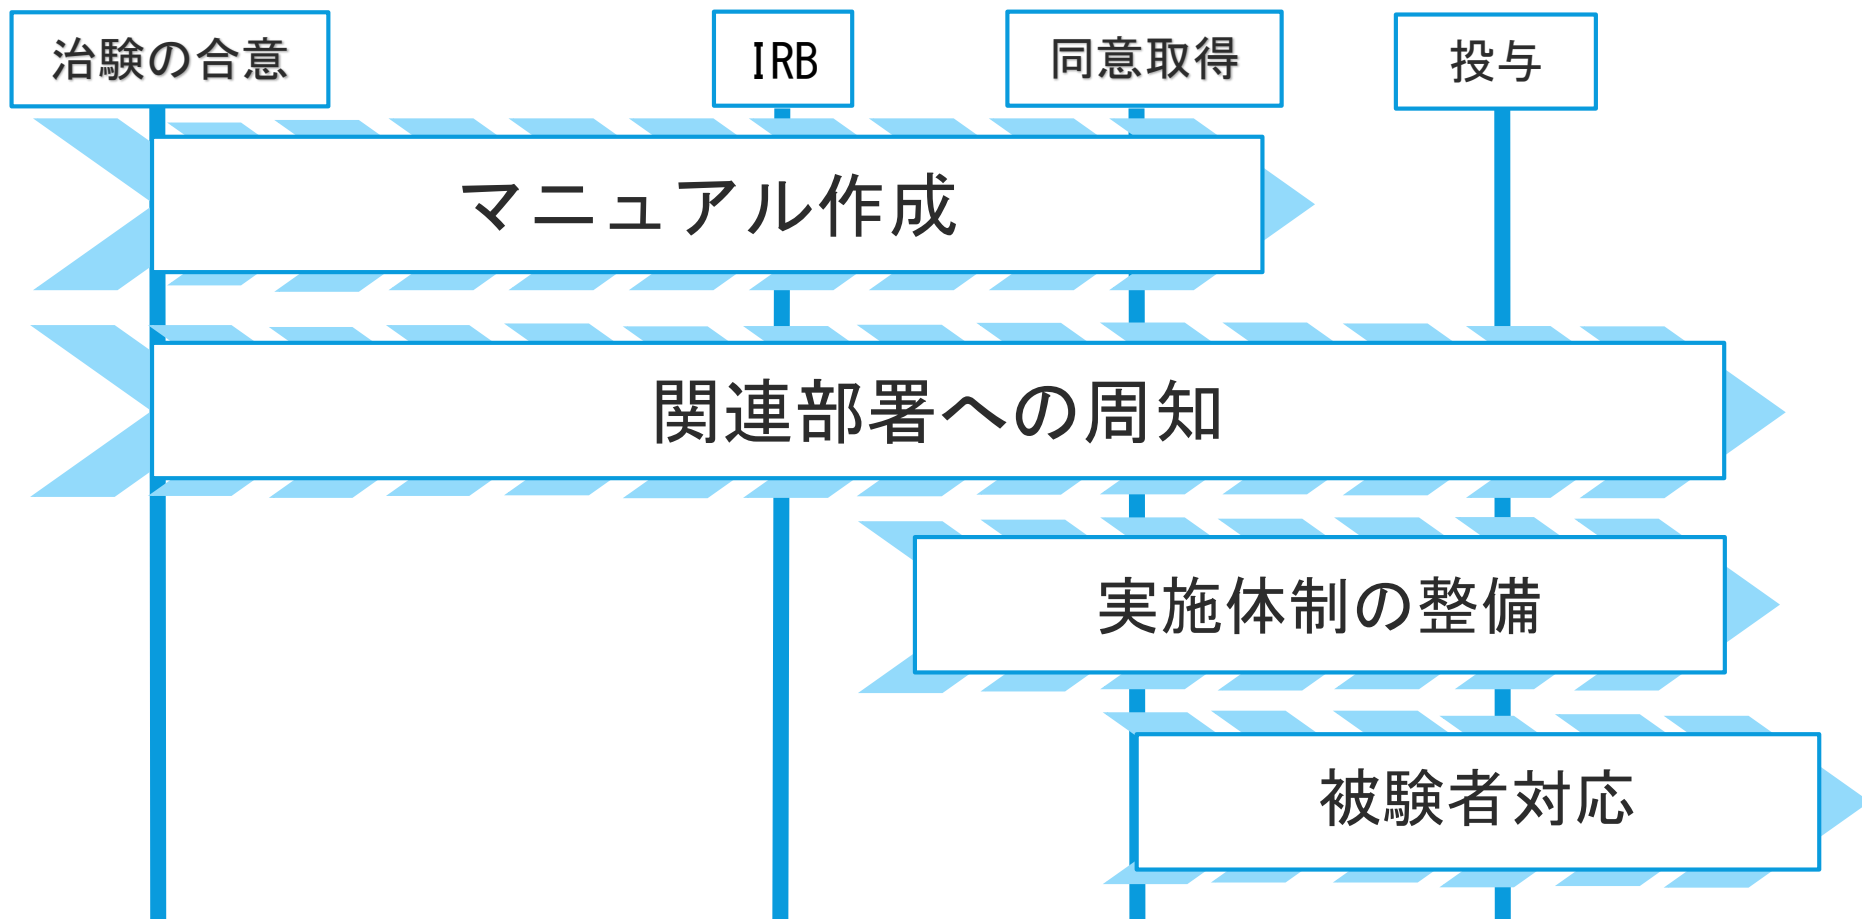 治験の合意
IRB
同意取得
投与
マニュアル作成
関連部署への周知
実施体制の整備
被験者対応